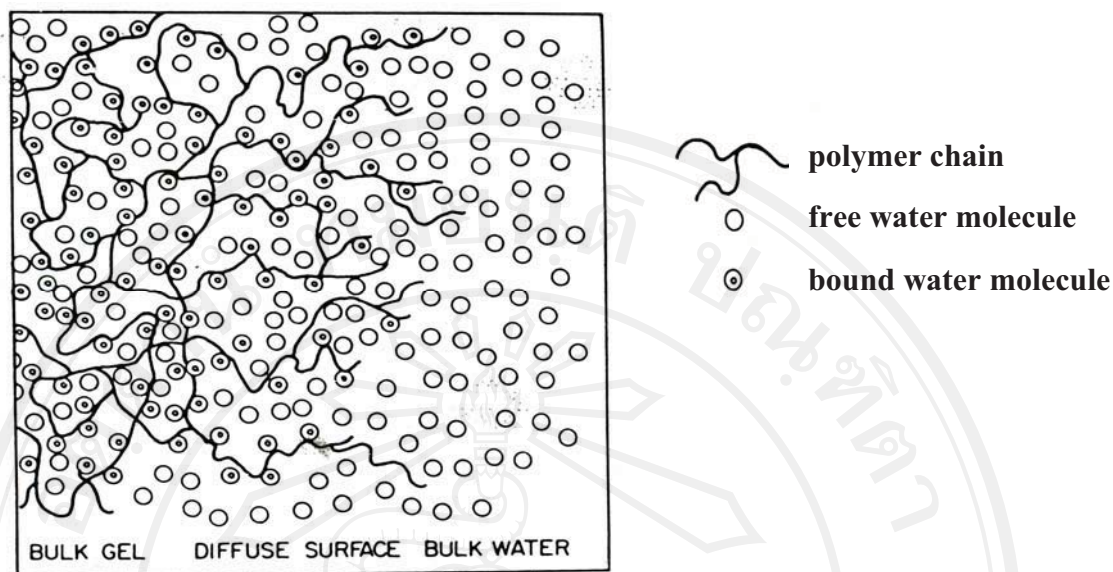 polymer chain
free water molecule
bound water molecule
BULK GEL DIFFUSE SURFACE BULK WATER